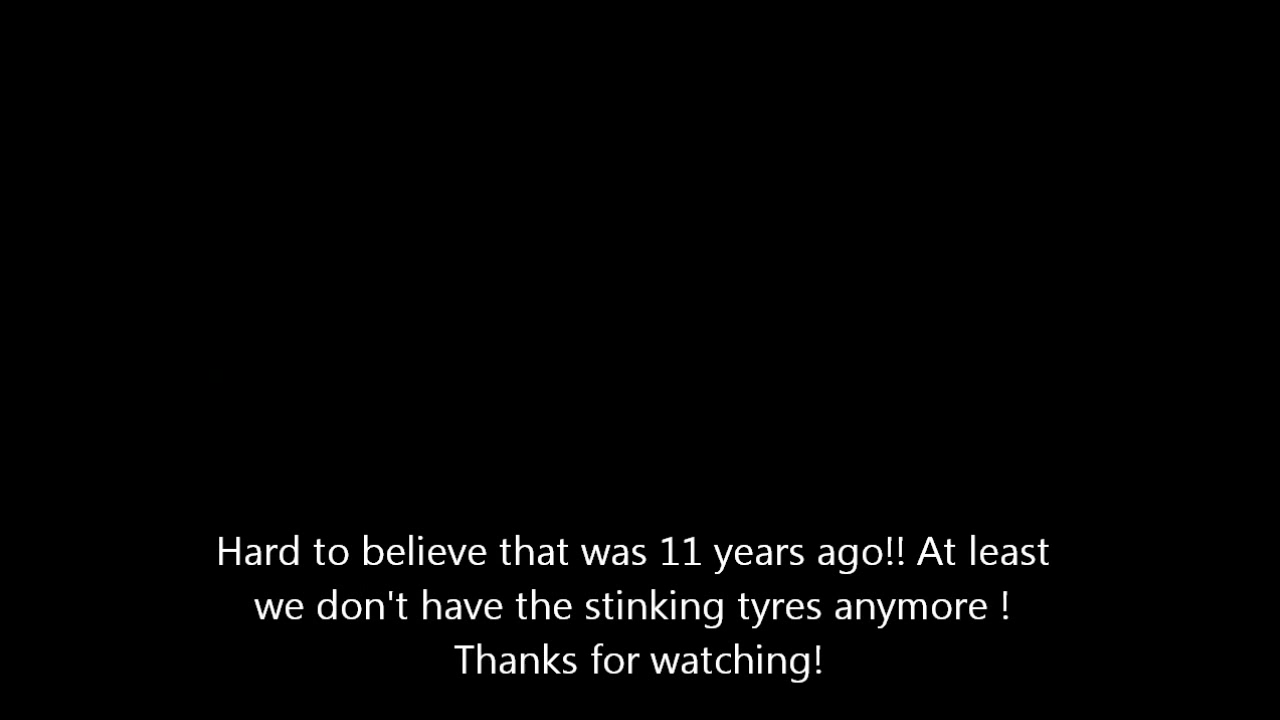 Hard to believe that was 11 years ago!! At least
we don't have the stinking tyres anymore !
Thanks for watching!